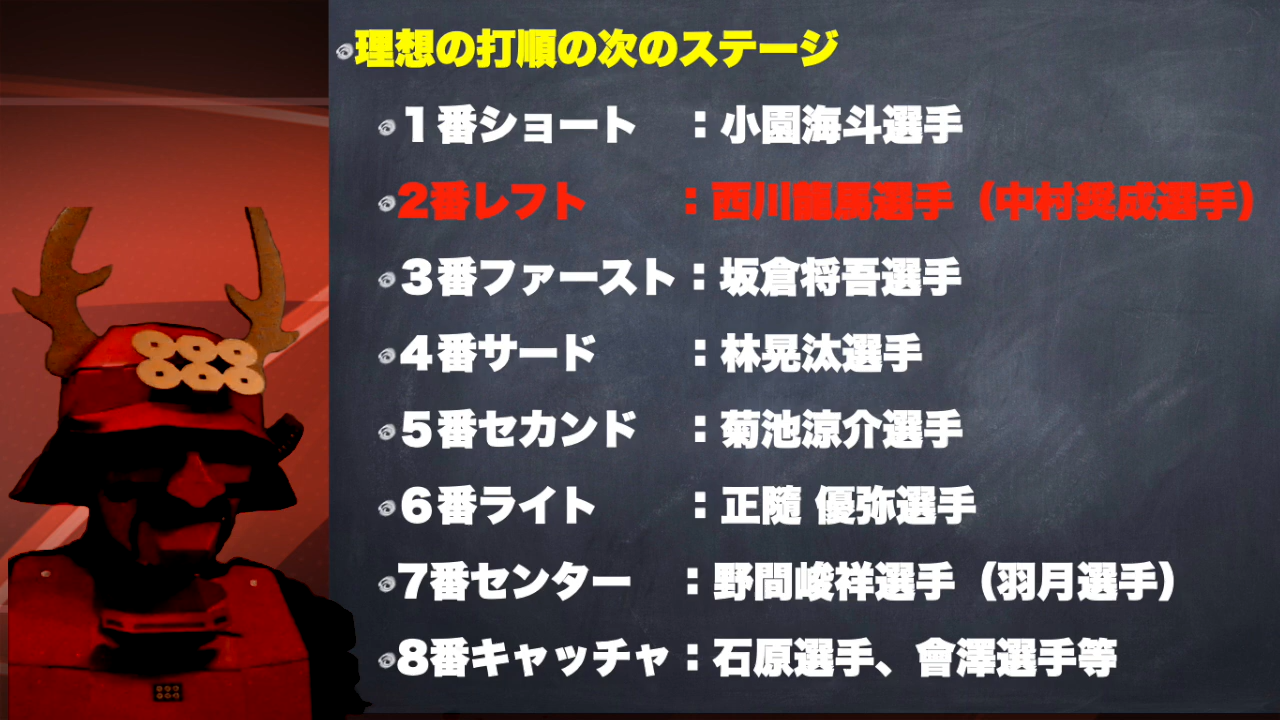 理想の打順の次のステージ
１番ショート　：小園海斗選手
2番レフト　　：西川龍馬選手（中村奨成選手）
３番ファースト：坂倉将吾選手
４番サード　　：林晃汰選手
５番セカンド　：菊池涼介選手
６番ライト　　：正隨 優弥選手
7番センター　：野間峻祥選手（羽月選手）
8番キャッチャ：石原選手、會澤選手等